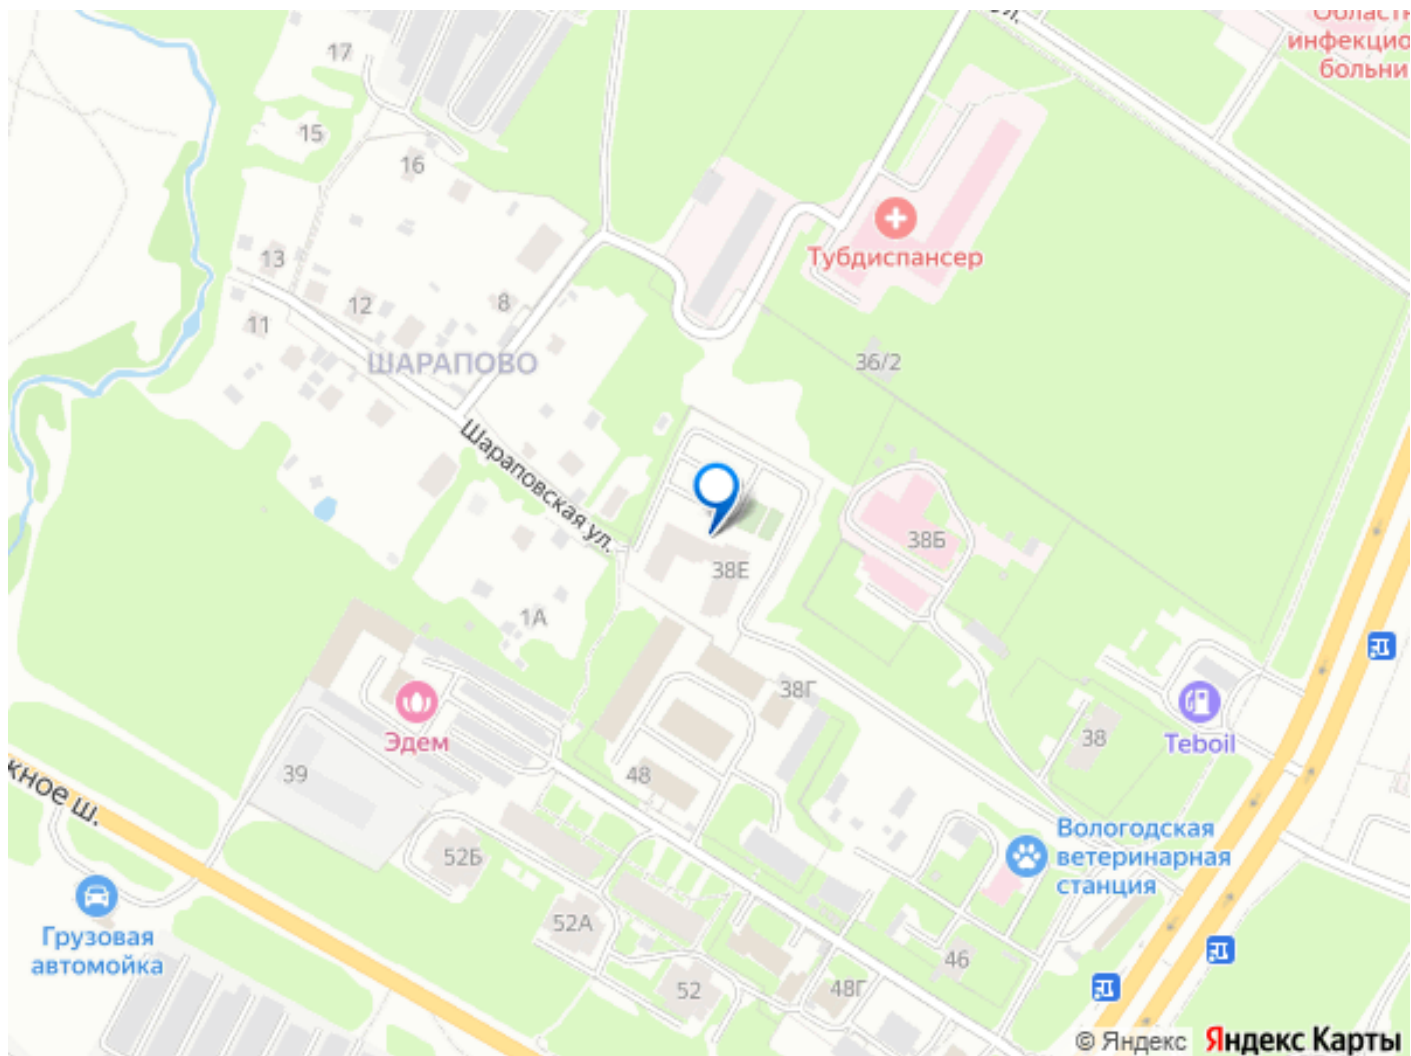 ул.
Областн
инфекцио
больни
17
15
16
Тубдиспансер
13
12
8
11
ШАРАПОВО
36/2
Шараповская ул.
38Б
38Е
1А
38Г
Эдем
38
Teboil
39
48
жное ш.
52Б
Вологодская
ветеринарная
станция
Грузовая
автомойка
52А
46
52
48Г
© Яндекс Яндекс Карты